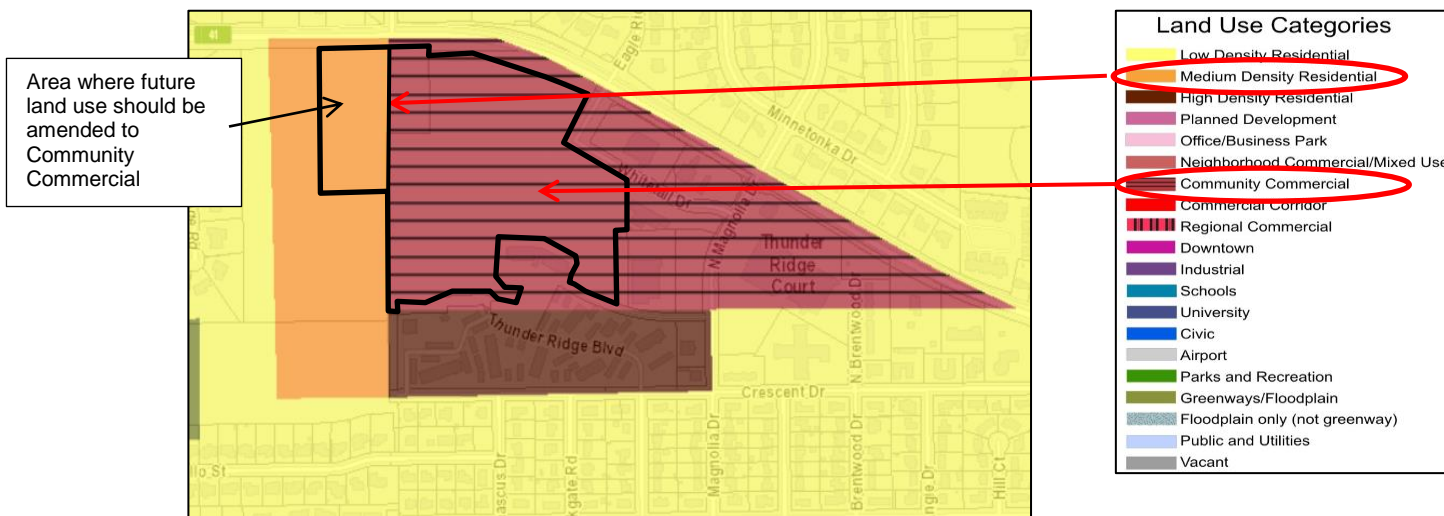 Area where future
land use should be
amended to
Community
Commercial
41
Eagle
Minnetonka Dr
Whitetail Dr
N Magnolia Dr
Thunder
Ridge
Court
N Brentwood Dr
Thunder Ridge Blvd
Crescent Dr
Magnolia Dr
Brentwood Dr
Hill Ct
Land Use Categories
Low Density Residential
Medium Density Residential
High Density Residential
Planned Development
Office/Business Park
Neighborhood Commercial/Mixed Use
Community Commercial
Commercial Corridor
Regional Commercial
Downtown
Industrial
Schools
University
Civic
Airport
Parks and Recreation
Greenways/Floodplain
Floodplain only (not greenway)
Public and Utilities
Vacant